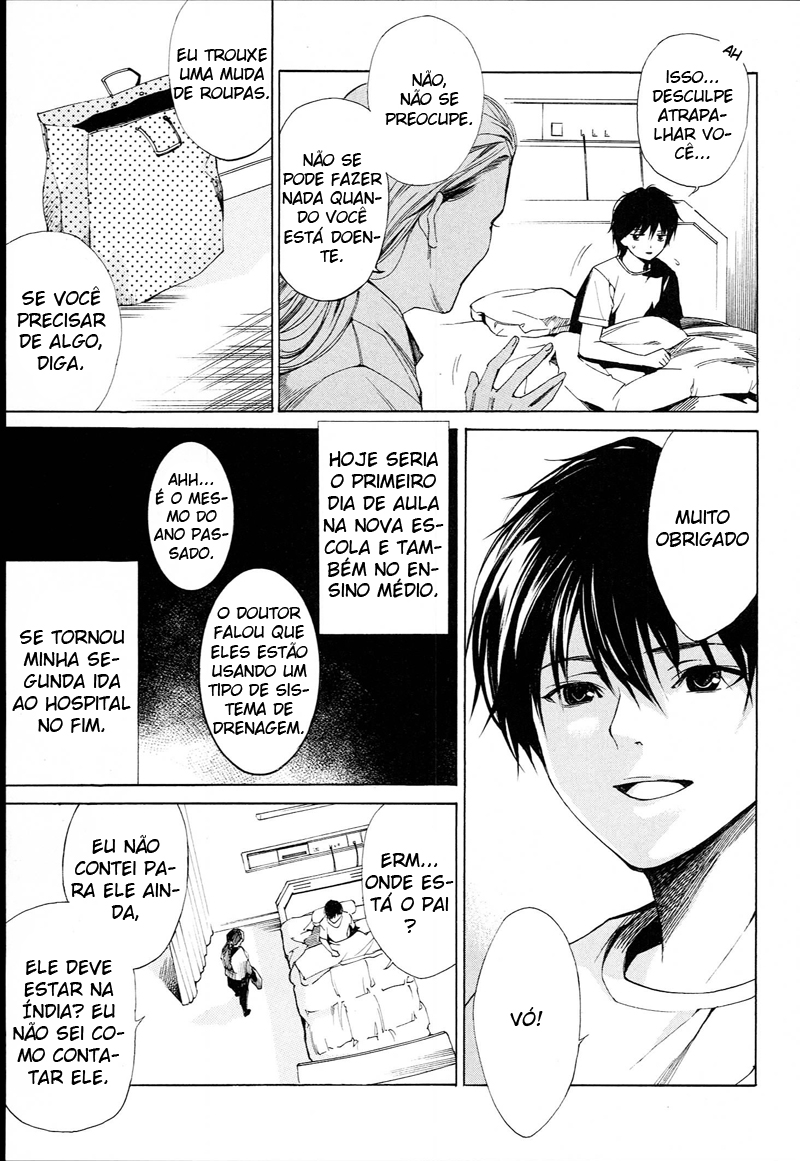 AH
ISSO...
DESCULPE
ATRAPA-
LHAR VO-
CÊ...
NÃO,
NÃO SE
PREOCUPE.
NÃO SE
PODE FAZER
NADA QUAN-
DO VOCÊ
ESTÁ DOEN-
TE.
EU TROUXE
UMA MUDA
DE ROUPAS.
SE VOCÊ
PRECISAR
DE ALGO,
DIGA.
MUITO
OBRIGADO
VÓ!
HOJE SERIA
O PRIMEIRO
DIA DE AULA
NA NOVA ES-
COLA E TAM-
BÉM NO EN-
SINO MÉDIO.
AHH...
É O MES-
MO DO
ANO PAS-
SADO.
O DOUTOR
FALOU QUE
ELES ESTÃO
USANDO UM
TIPO DE SIS-
TEMA DE
DRENAGEM.
SE TORNOU
MINHA SE-
GUNDA IDA
AO HOSPITAL
NO FIM.
ERM...
ONDE ES-
TÁ O PAI
?
EU NÃO
CONTEI PA-
RA ELE AIN-
DA,
ELE DEVE
ESTAR NA
ÍNDIA? EU
NÃO SEI CO-
MO CONTA-
TAR ELE.